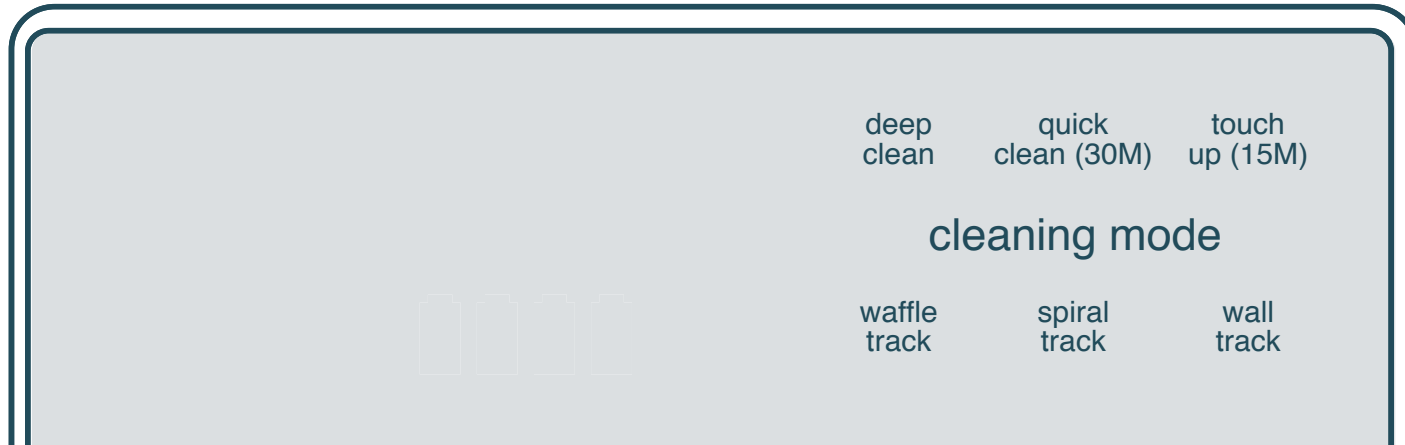 deep quick touch
clean clean (30M) up (15M)
cleaning mode
waffle spiral wall
track track track